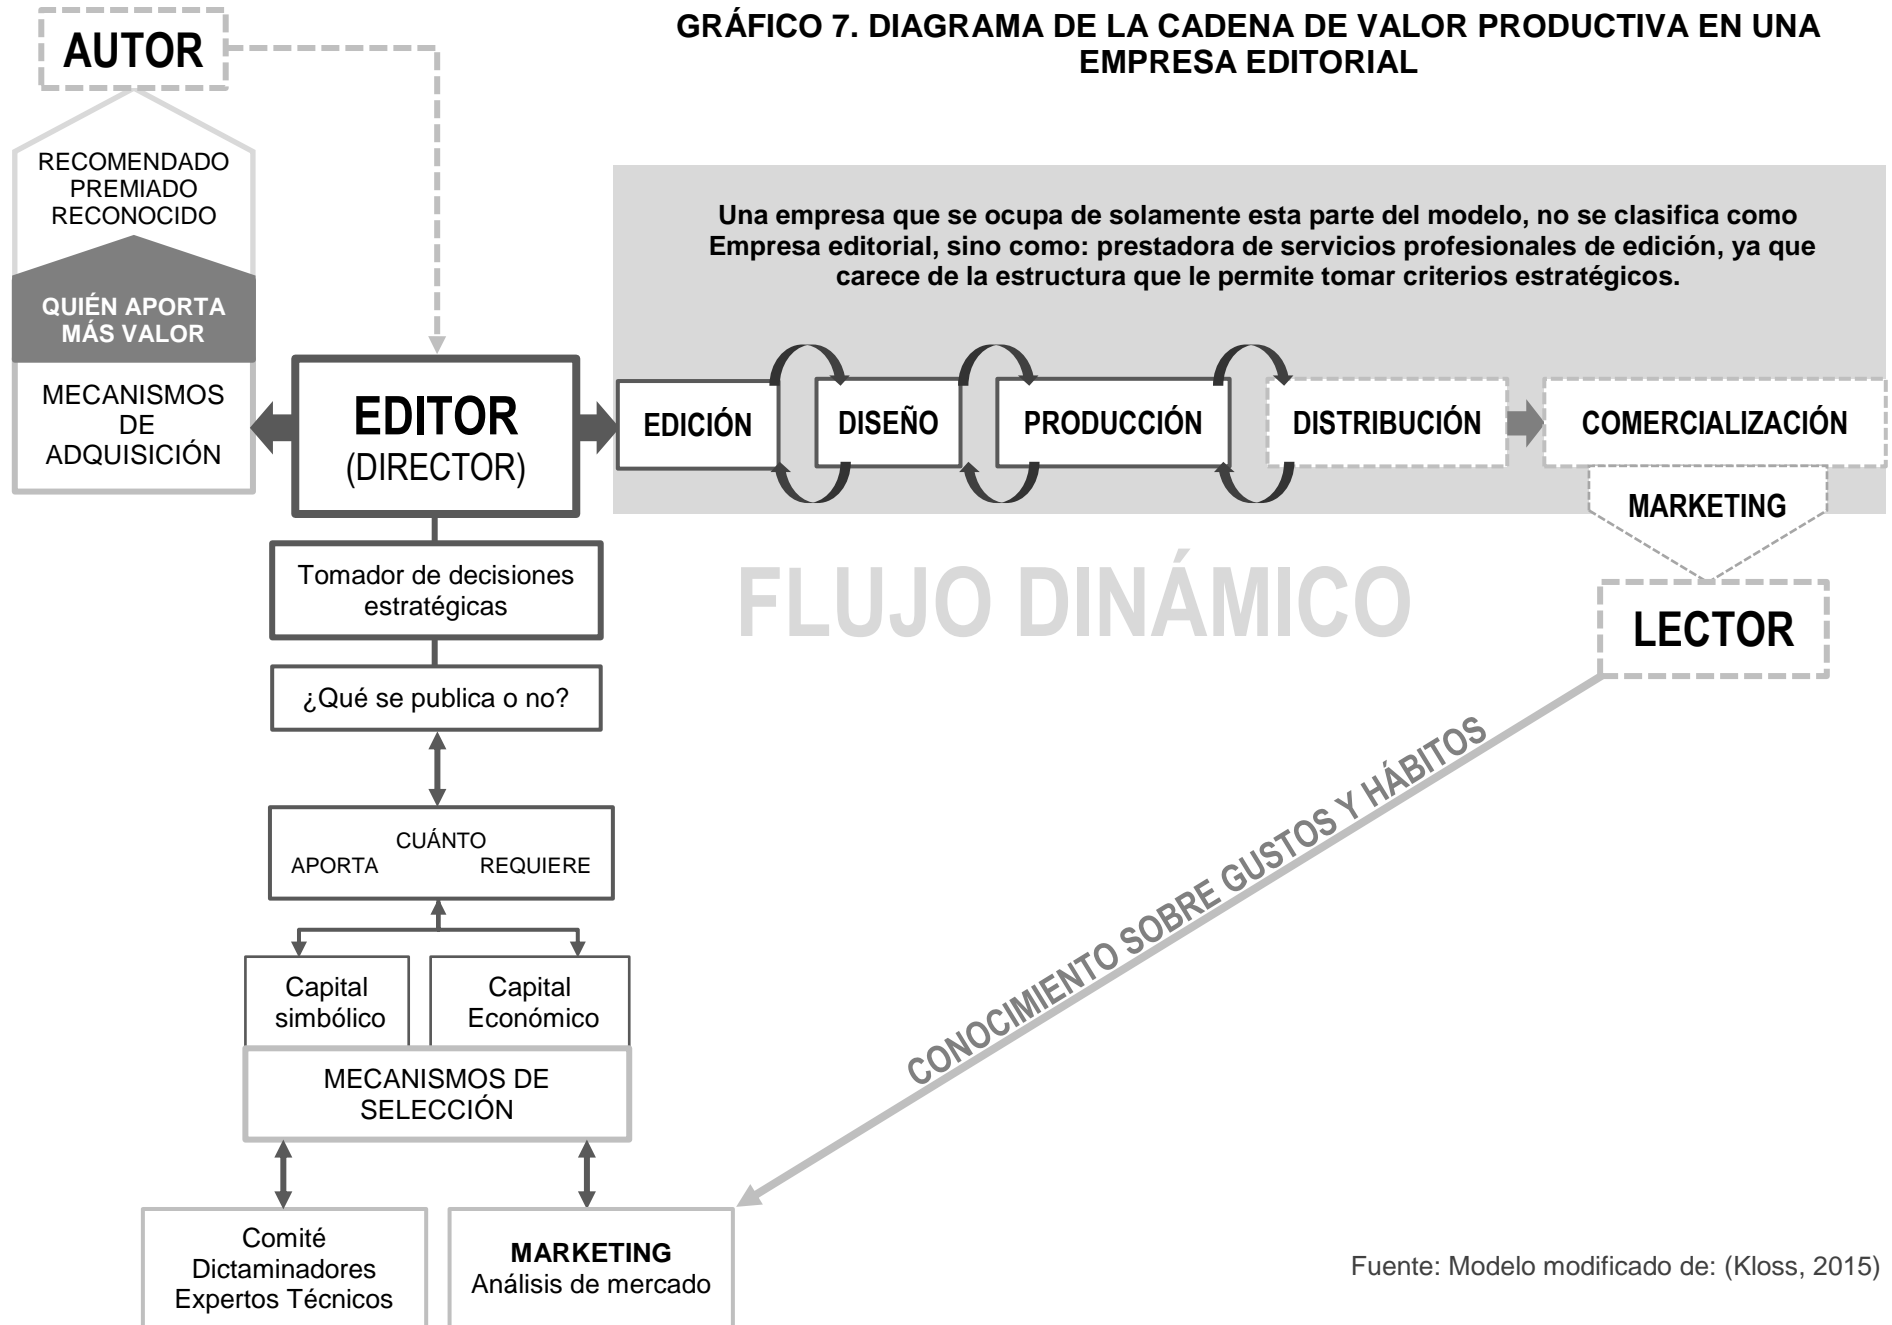 GRÁFICO 7. DIAGRAMA DE LA CADENA DE VALOR PRODUCTIVA EN UNA
EMPRESA EDITORIAL
AUTOR
RECOMENDADO
PREMIADO
RECONOCIDO
QUIÉN APORTA
MÁS VALOR
MECANISMOS
DE
ADQUISICIÓN
EDITOR
(DIRECTOR)
Una empresa que se ocupa de solamente esta parte del modelo, no se clasifica como
Empresa editorial, sino como: prestadora de servicios profesionales de edición, ya que
carece de la estructura que le permite tomar criterios estratégicos.
EDICIÓN
DISEÑO
PRODUCCIÓN
DISTRIBUCIÓN
COMERCIALIZACIÓN
MARKETING
LECTOR
FLUJO DINÁMICO
Tomador de decisiones
estratégicas
¿Qué se publica o no?
CUÁNTO
APORTA REQUIERE
Capital
simbólico
Capital
Económico
MECANISMOS DE
SELECCIÓN
Comité
Dictaminadores
Expertos Técnicos
MARKETING
Análisis de mercado
CONOCIMIENTO SOBRE GUSTOS Y HÁBITOS
Fuente: Modelo modificado de: (Kloss, 2015)